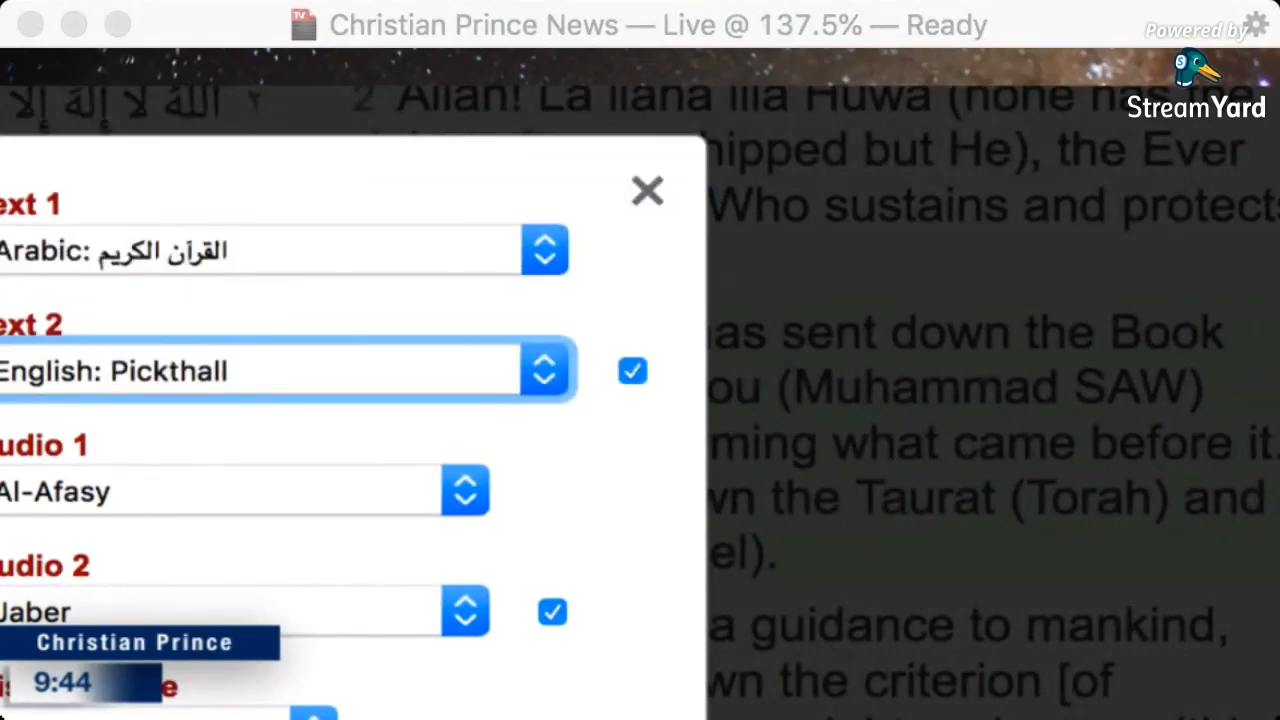 Christian Prince News — Live @ 137.5% — Ready
Powered by
StreamYard
٢ اللَّهُ لَا إِلَٰهَ إِلَّا
2 Allah! La ilaha illa Huwa (none has the
hipped but He), the Ever
Who sustains and protects
ext 1
Arabic: القرآن الكريم
ext 2
English: Pickthall
as sent down the Book
ou (Muhammad SAW)
ming what came before it.
wn the Taurat (Torah) and
el).
udio 1
Al-Afasy
udio 2
Jaber
a guidance to mankind,
wn the criterion [of
Christian Prince
9:44
e